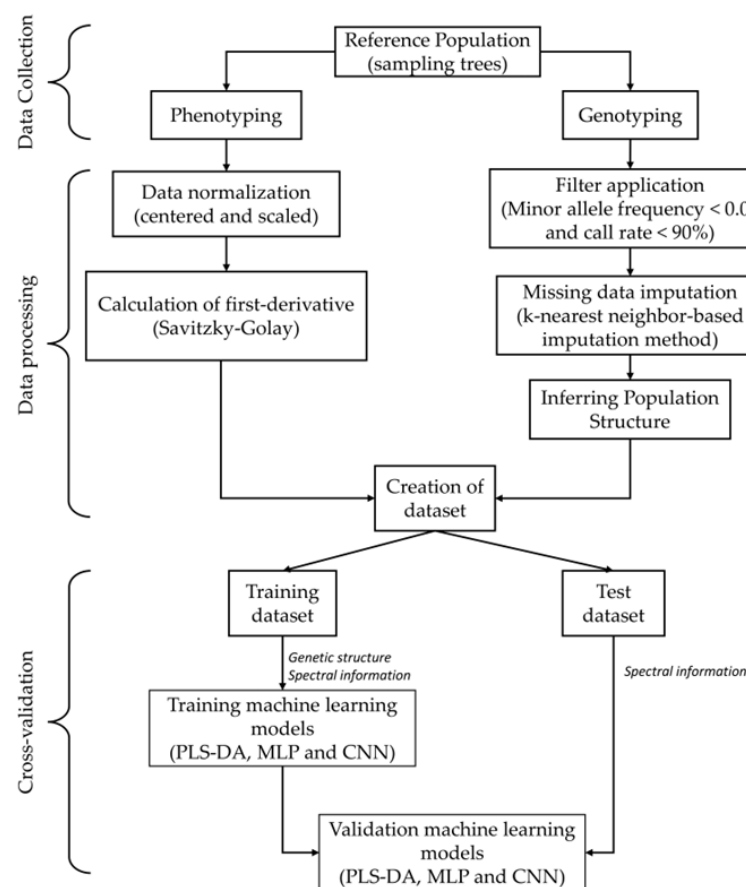 Data Collection
Reference Population
(sampling trees)
Phenotyping
Genotyping
Data processing
Data normalization
(centered and scaled)
Filter application
(Minor allele frequency < 0.0
and call rate < 90%)
Calculation of first-derivative
(Savitzky-Golay)
Missing data imputation
(k-nearest neighbor-based
imputation method)
Inferring Population
Structure
Creation of
dataset
Cross-validation
Training
dataset
Test
dataset
Genetic structure
Spectral information
Spectral information
Training machine learning
models
(PLS-DA, MLP and CNN)
Validation machine learning
models
(PLS-DA, MLP and CNN)